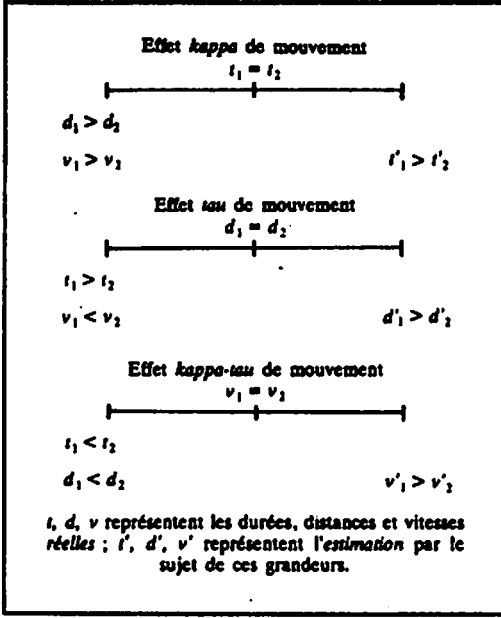 Effet kappa de mouvement
t₁ = t₂
d₁ > d₂
v₁ > v₂ t'₁ > t'₂
Effet tau de mouvement
d₁ = d₂
t₁ > t₂
v₁ < v₂ d'₁ > d'₂
Effet kappa-tau de mouvement
v₁ = v₂
t₁ < t₂
d₁ < d₂ v'₁ > v'₂
t, d, v représentent les durées, distances et vitesses
réelles ; t', d', v' représentent l'estimation par le
sujet de ces grandeurs.